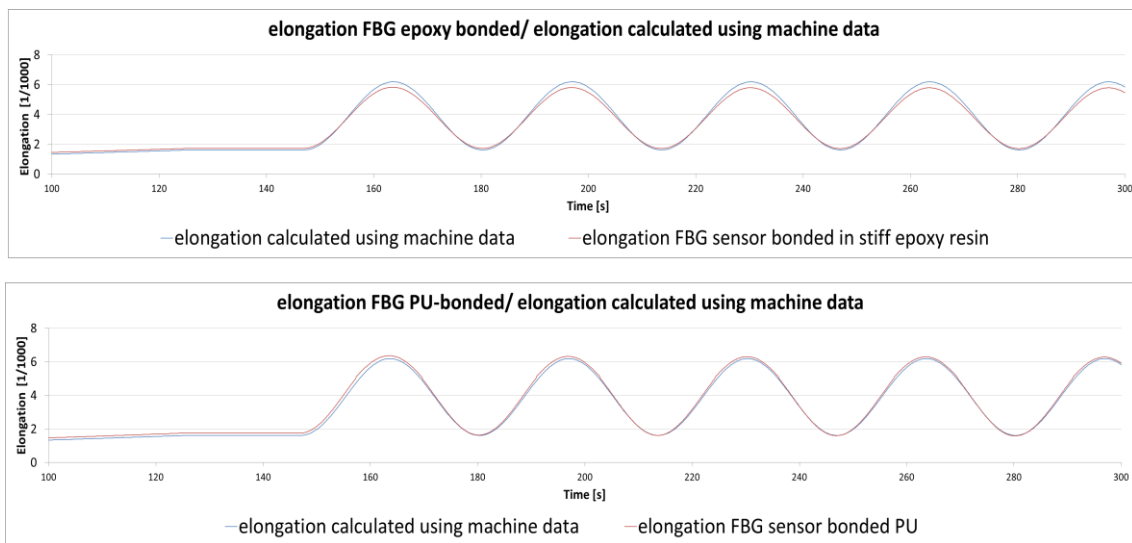 elongation FBG epoxy bonded/ elongation calculated using machine data
Elongation [1/1000]
8
6
4
2
0
100 120 140 160 180 200 220 240 260 280 300
Time [s]
elongation calculated using machine data elongation FBG sensor bonded in stiff epoxy resin
elongation FBG PU-bonded/ elongation calculated using machine data
Elongation [1/1000]
8
6
4
2
0
100 120 140 160 180 200 220 240 260 280 300
Time [s]
elongation calculated using machine data elongation FBG sensor bonded PU